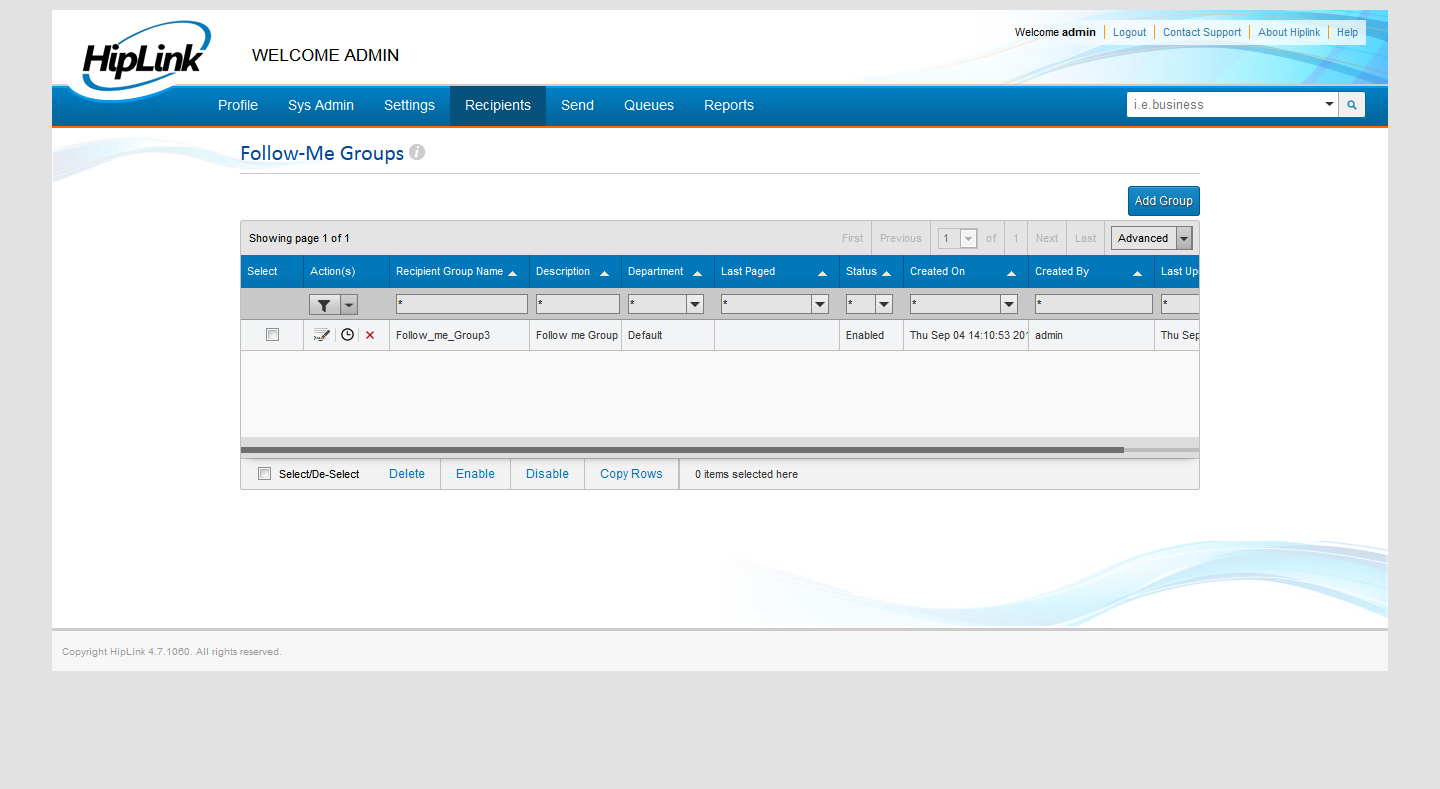 HipLink
WELCOME ADMIN
Welcome admin Logout Contact Support About Hiplink Help
Profile Sys Admin Settings Recipients Send Queues Reports
i.e.business
Follow-Me Groups i
Add Group
Showing page 1 of 1 First Previous 1 of 1 Next Last Advanced
Select Action(s) Recipient Group Name Description Department Last Paged Status Created On Created By Last Up
* * * * * * * *
Follow_me_Group3 Follow me Group Default Enabled Thu Sep 04 14:10:53 201 admin Thu Sep
Select/De-Select Delete Enable Disable Copy Rows 0 items selected here
Copyright HipLink 4.7.1060. All rights reserved.